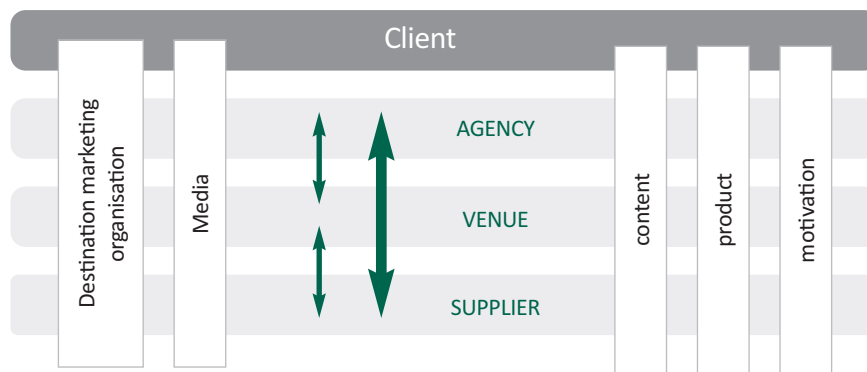 Client
Destination marketing
organisation
Media
AGENCY
VENUE
SUPPLIER
content
product
motivation